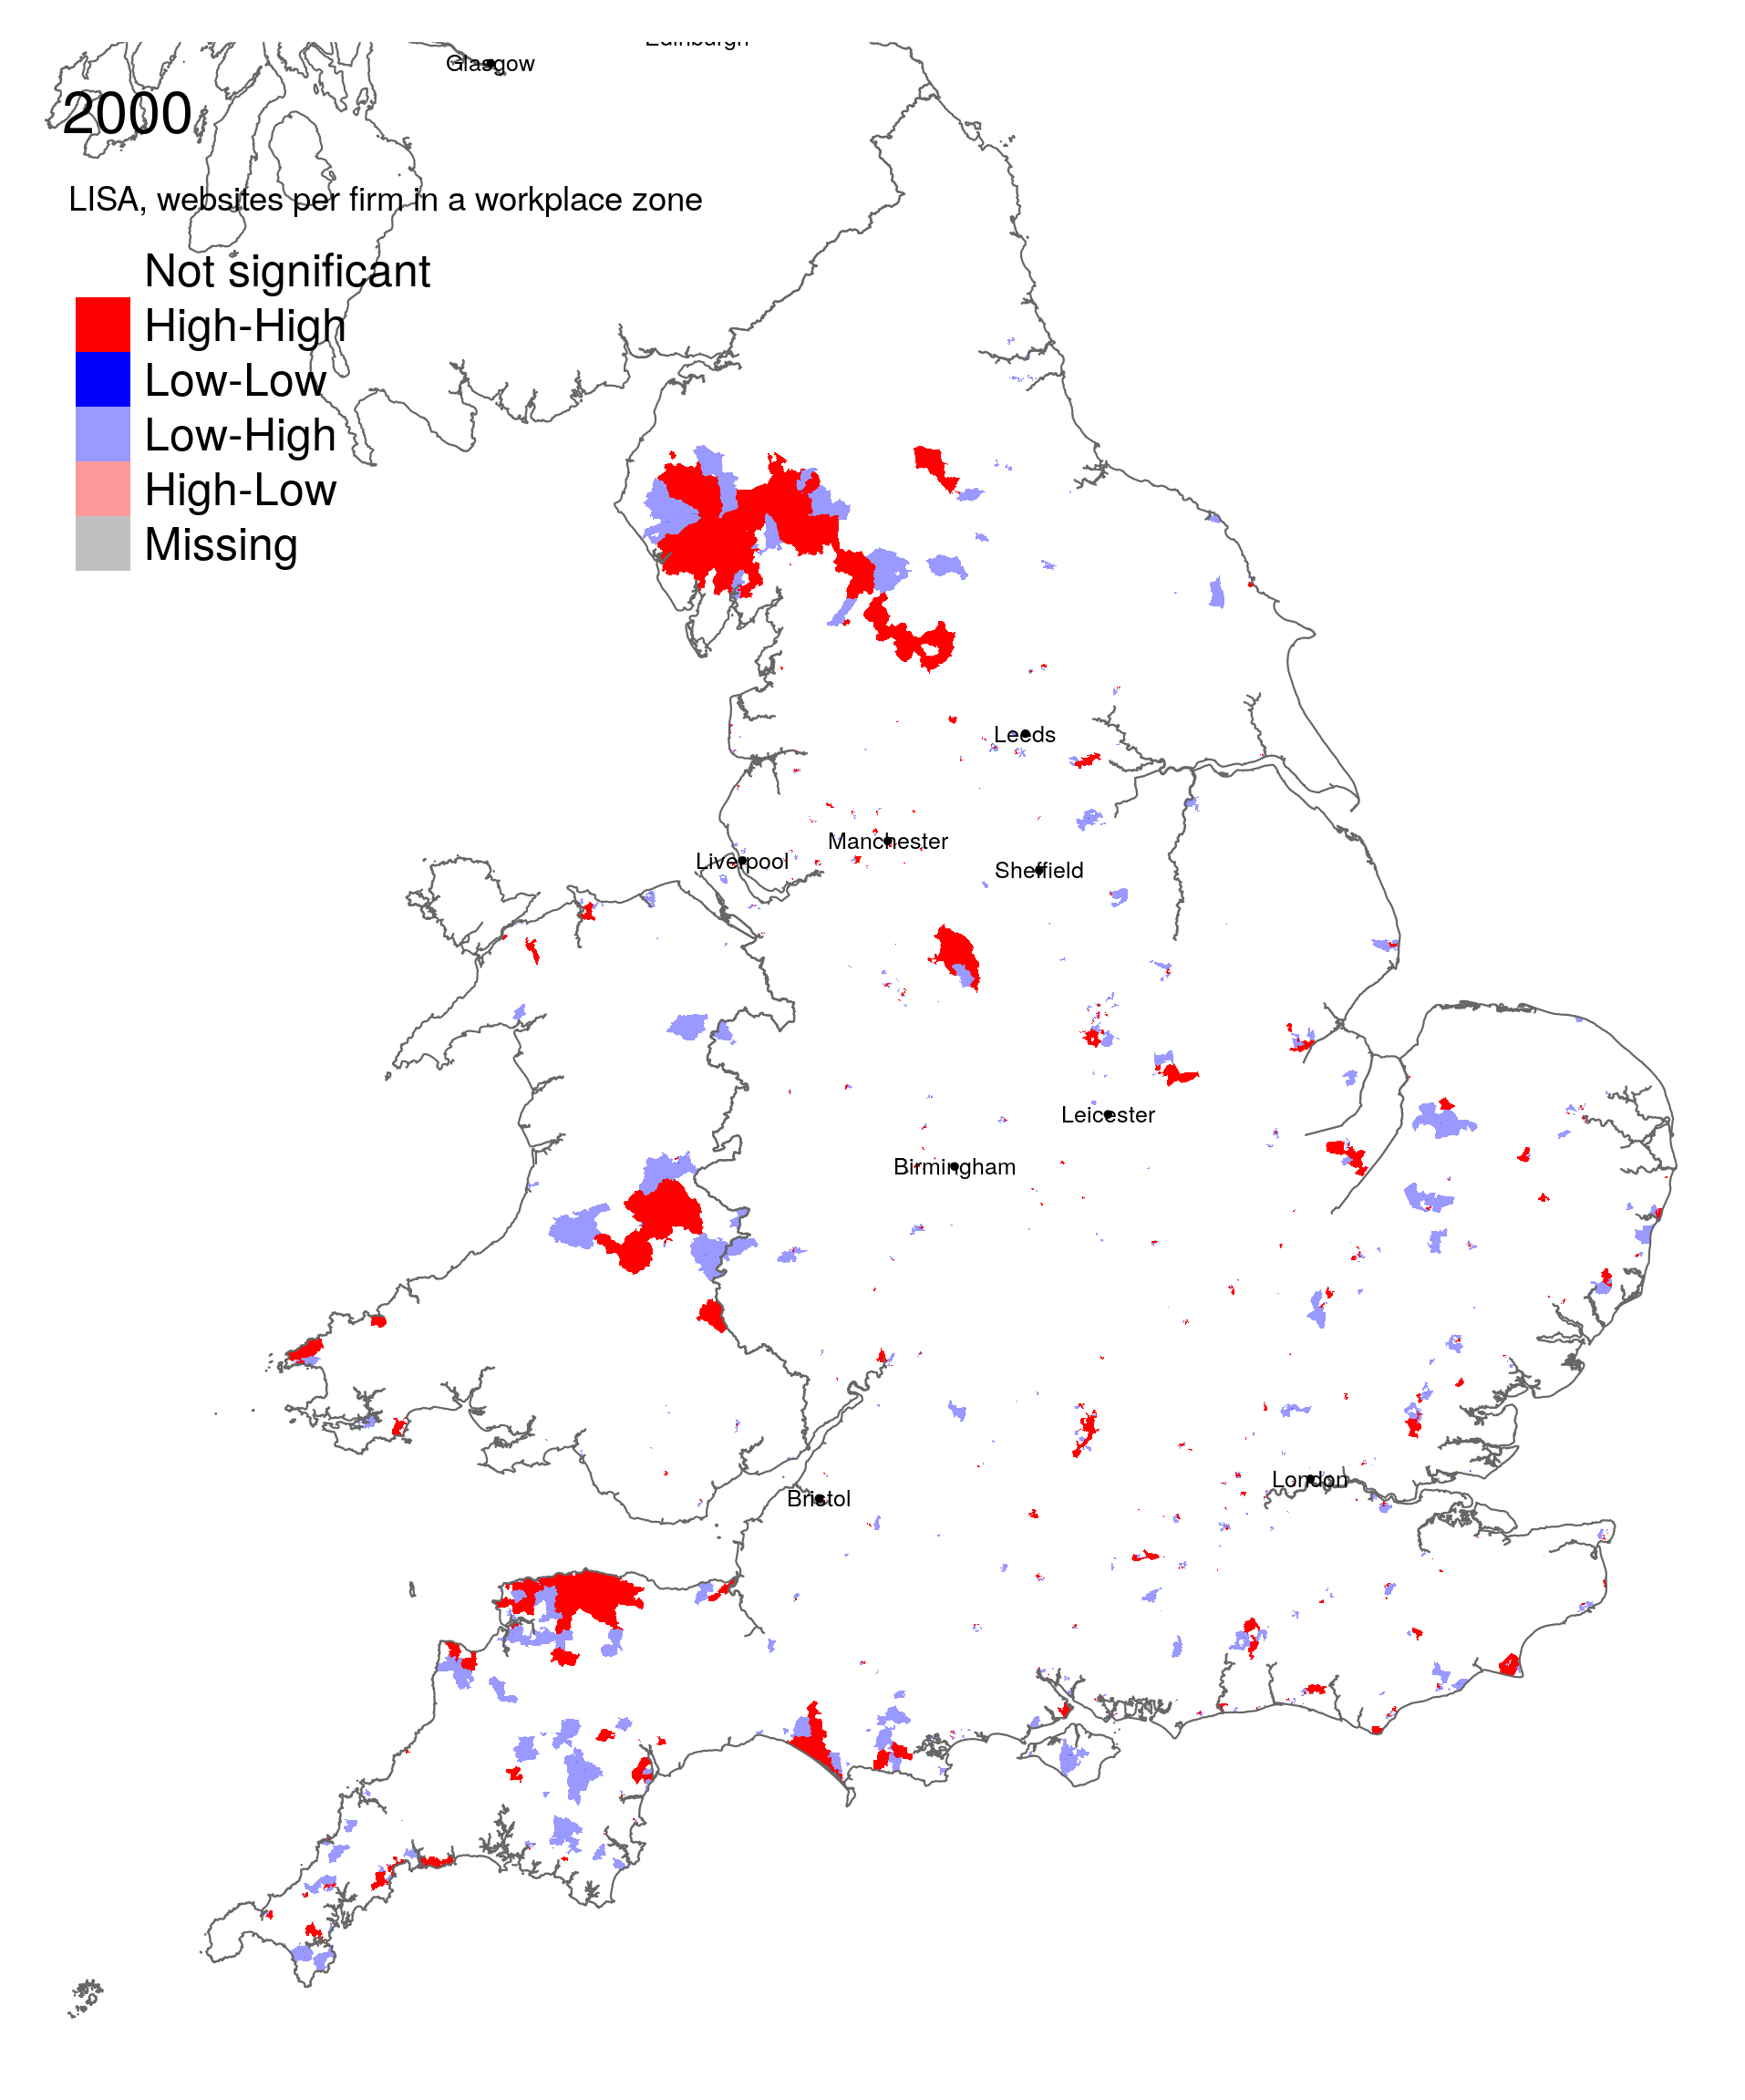 Edinburgh
Glasgow
2000
LISA, websites per firm in a workplace zone
Not significant
High-High
Low-Low
Low-High
High-Low
Missing
Leeds
Manchester
Liverpool
Sheffield
Leicester
Birmingham
London
Bristol